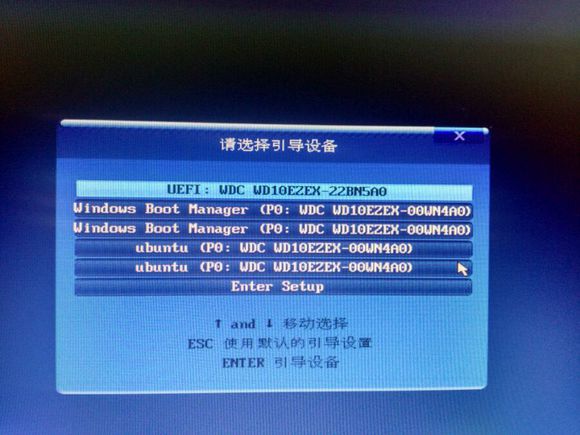 请选择引导设备
UEFI: WDC WD10EZEX-22BN5A0
Windows Boot Manager (P0: WDC WD10EZEX-00WN4A0)
Windows Boot Manager (P0: WDC WD10EZEX-00WN4A0)
ubuntu (P0: WDC WD10EZEX-00WN4A0)
ubuntu (P0: WDC WD10EZEX-00WN4A0)
Enter Setup
↑ and ↓ 移动选择
ESC 使用默认的引导设置
ENTER 引导设备